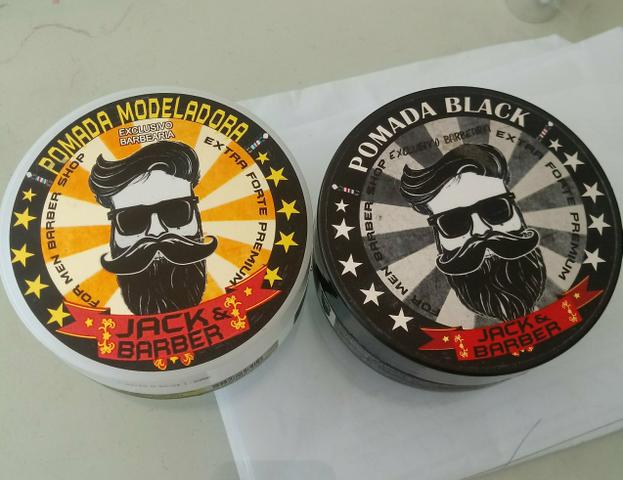 POMADA MODELADORA
EXCLUSIVO
BARBEARIA
FOR MEN BARBER SHOP
EXTRA FORTE PREMIUM
JACK &
BARBER
POMADA BLACK
EXCLUSIVO BARBEARIA
FOR MEN BARBER SHOP
EXTRA FORTE PREMIUM
JACK &
BARBER